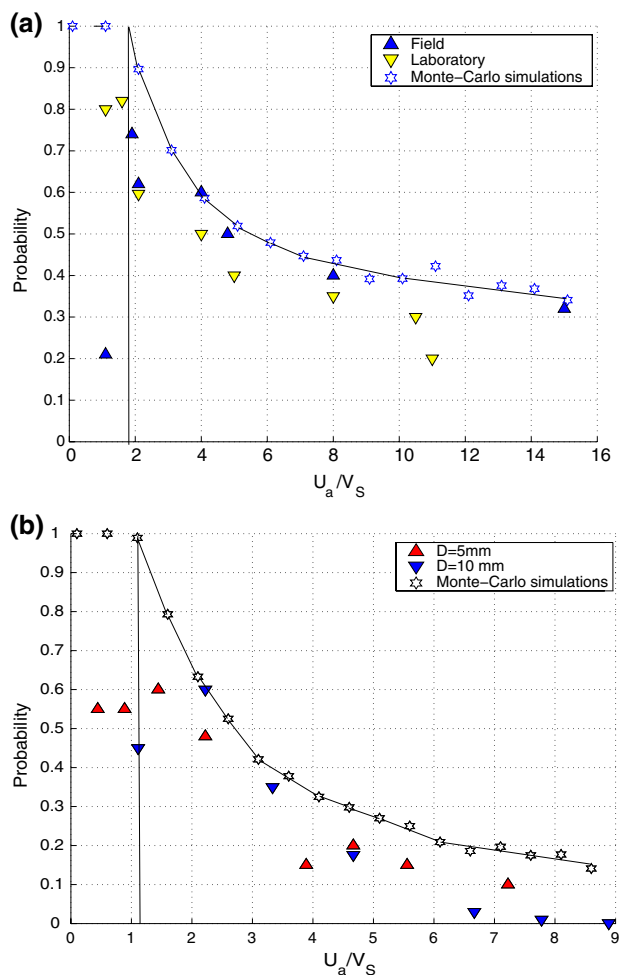 (a)
1
0.9
0.8
0.7
0.6
0.5
0.4
0.3
0.2
0.1
0
Probability
Field
Laboratory
Monte-Carlo simulations
0 2 4 6 8 10 12 14 16
U_a/V_S
(b)
1
0.9
0.8
0.7
0.6
0.5
0.4
0.3
0.2
0.1
0
Probability
D=5mm
D=10 mm
Monte-Carlo simulations
0 1 2 3 4 5 6 7 8 9
U_a/V_S